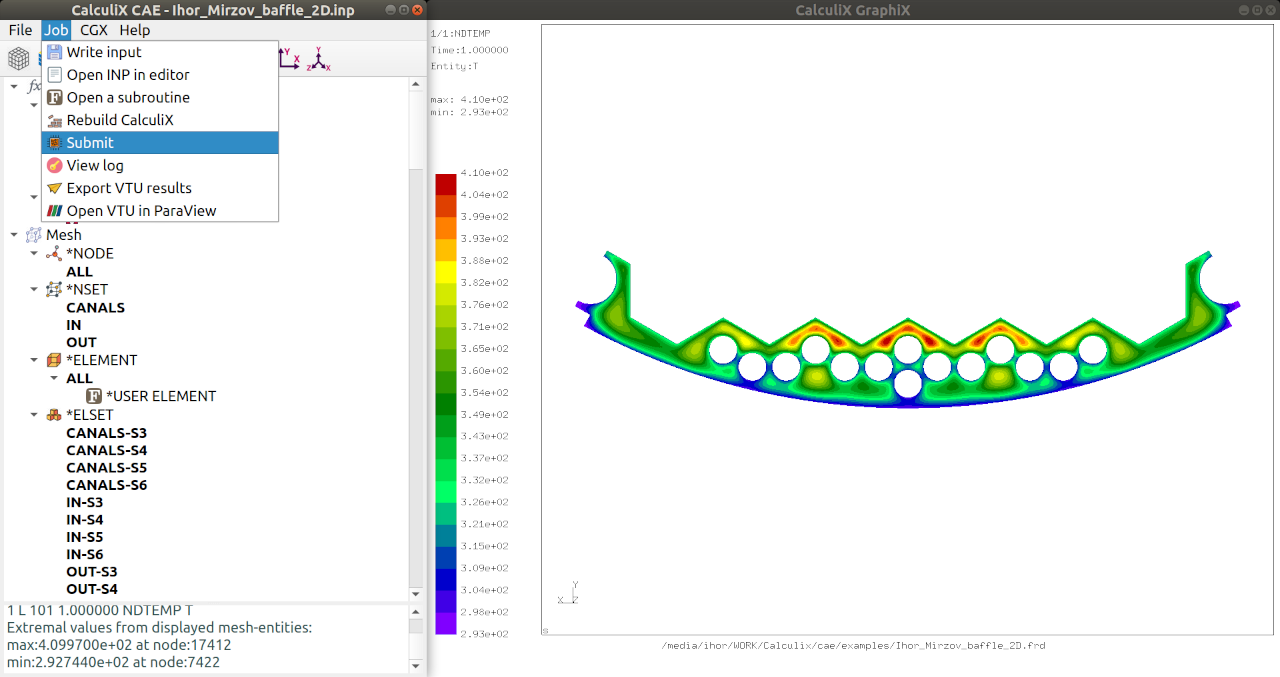 CalculiX CAE - Ihor_Mirzov_baffle_2D.inp
File Job CGX Help
Write input
Open INP in editor
Open a subroutine
Rebuild CalculiX
Submit
View log
Export VTU results
Open VTU in ParaView
fx
Mesh
*NODE
ALL
*NSET
CANALS
IN
OUT
*ELEMENT
ALL
F *USER ELEMENT
*ELSET
CANALS-S3
CANALS-S4
CANALS-S5
CANALS-S6
IN-S3
IN-S4
IN-S5
IN-S6
OUT-S3
OUT-S4
1 L 101 1.000000 NDTEMP T
Extremal values from displayed mesh-entities:
max:4.099700e+02 at node:17412
min:2.927440e+02 at node:7422
CalculiX GraphiX
1/1:NDTEMP
Time:1.000000
Entity:T
max: 4.10e+02
min: 2.93e+02
4.10e+02
4.04e+02
3.99e+02
3.93e+02
3.88e+02
3.82e+02
3.76e+02
3.71e+02
3.65e+02
3.60e+02
3.54e+02
3.49e+02
3.43e+02
3.37e+02
3.32e+02
3.26e+02
3.21e+02
3.15e+02
3.09e+02
3.04e+02
2.98e+02
2.93e+02
Y
X Z
s
/media/ihor/WORK/Calculix/cae/examples/Ihor_Mirzov_baffle_2D.frd